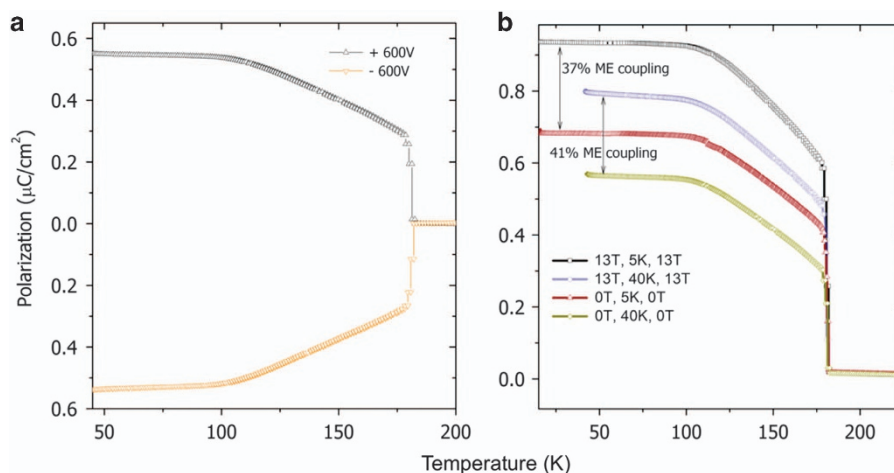 a
b
Polarization (μC/cm²)
0.6
0.4
0.2
0.0
0.2
0.4
0.6
+ 600V
- 600V
50
100
150
200
0.8
0.6
0.4
0.2
0.0
37% ME coupling
41% ME coupling
13T, 5K, 13T
13T, 40K, 13T
0T, 5K, 0T
0T, 40K, 0T
50
100
150
200
Temperature (K)